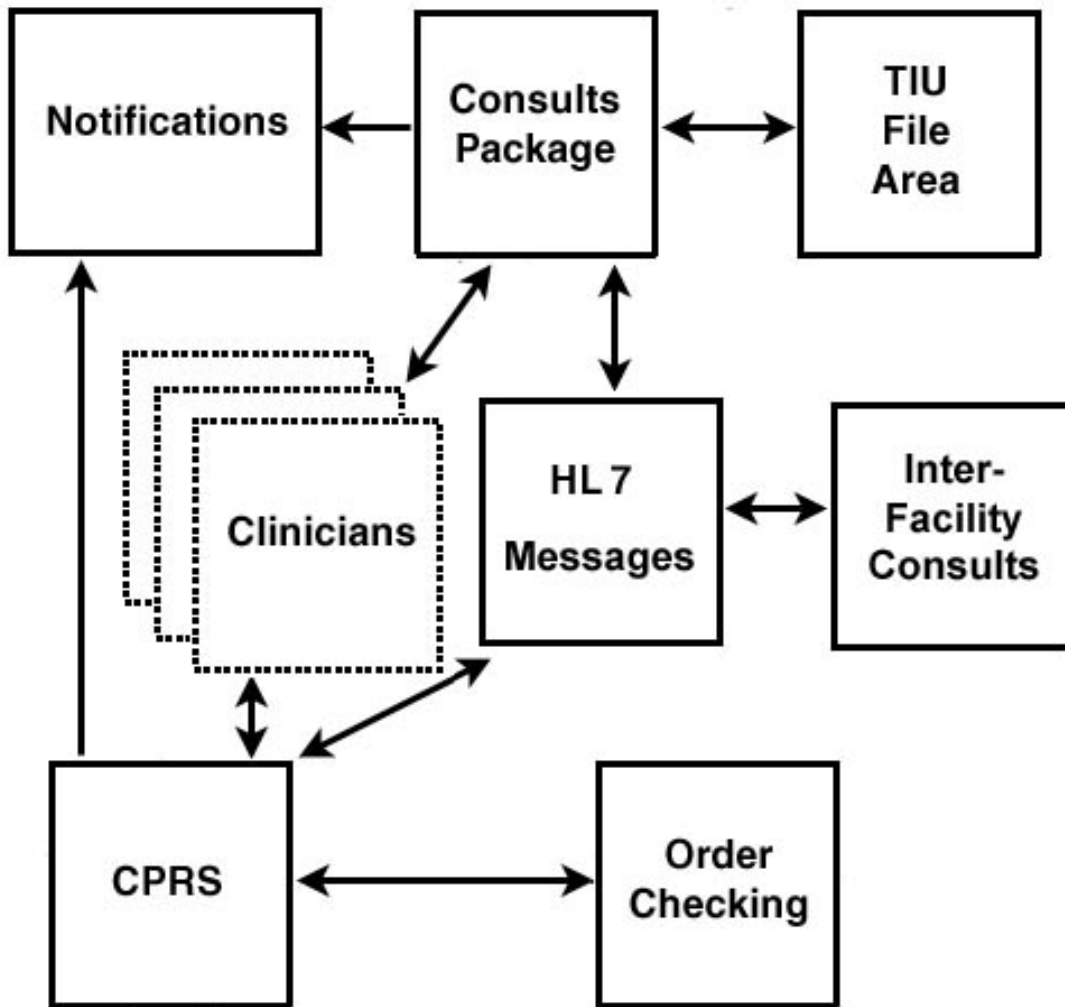 Notifications
Consults
Package
TIU
File
Area
Clinicians
HL 7
Messages
Inter-
Facility
Consults
CPRS
Order
Checking